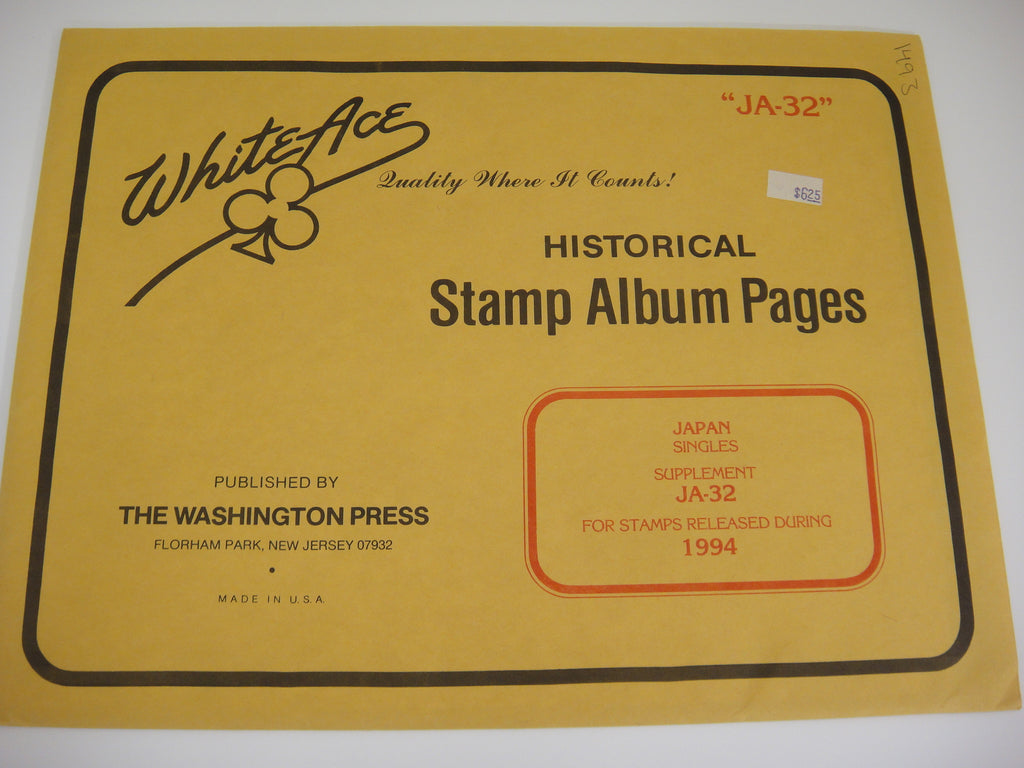 1493
"JA-32"
White Ace
Quality Where It Counts!
$625
HISTORICAL
Stamp Album Pages
JAPAN
SINGLES
SUPPLEMENT
JA-32
FOR STAMPS RELEASED DURING
1994
PUBLISHED BY
THE WASHINGTON PRESS
FLORHAM PARK, NEW JERSEY 07932
•
MADE IN U.S.A.